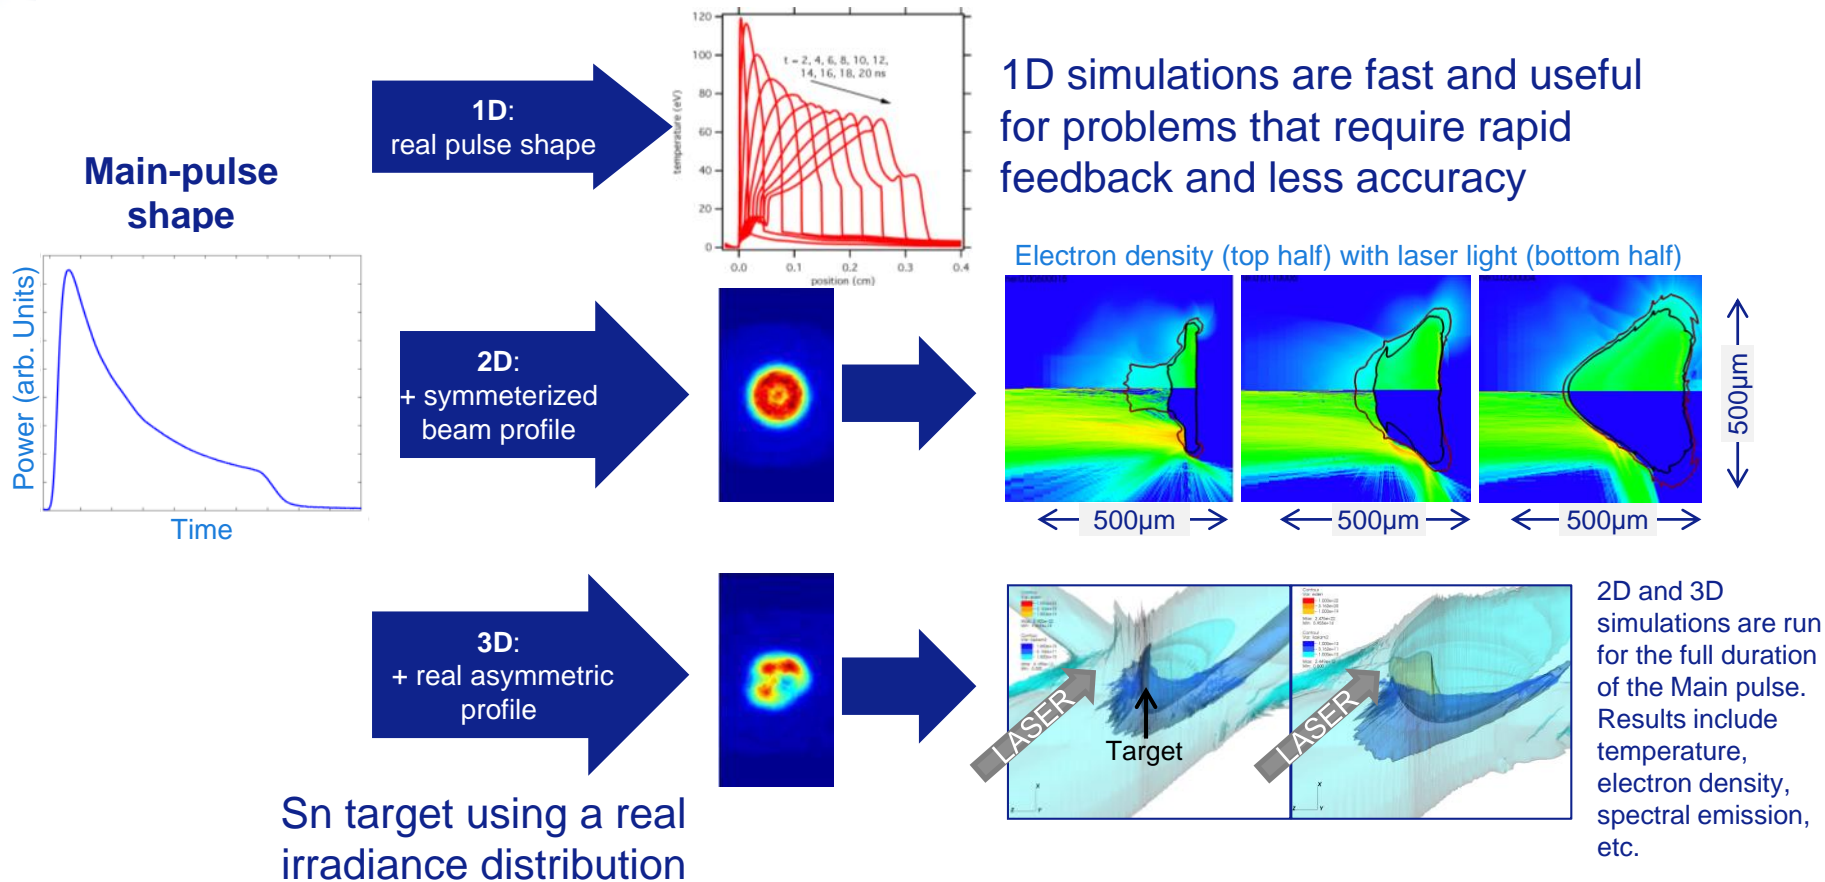 Main-pulse
shape
Power (arb. Units)
Time
1D:
real pulse shape
120
100
80
60
40
20
0
temperature (eV)
t = 2, 4, 6, 8, 10, 12,
14, 16, 18, 20 ns
0.0 0.1 0.2 0.3 0.4
position (cm)
1D simulations are fast and useful
for problems that require rapid
feedback and less accuracy
2D:
+ symmeterized
beam profile
Electron density (top half) with laser light (bottom half)
500µm
500µm
500µm
500µm
3D:
+ real asymmetric
profile
LASER
Target
LASER
2D and 3D
simulations are run
for the full duration
of the Main pulse.
Results include
temperature,
electron density,
spectral emission,
etc.
Sn target using a real
irradiance distribution